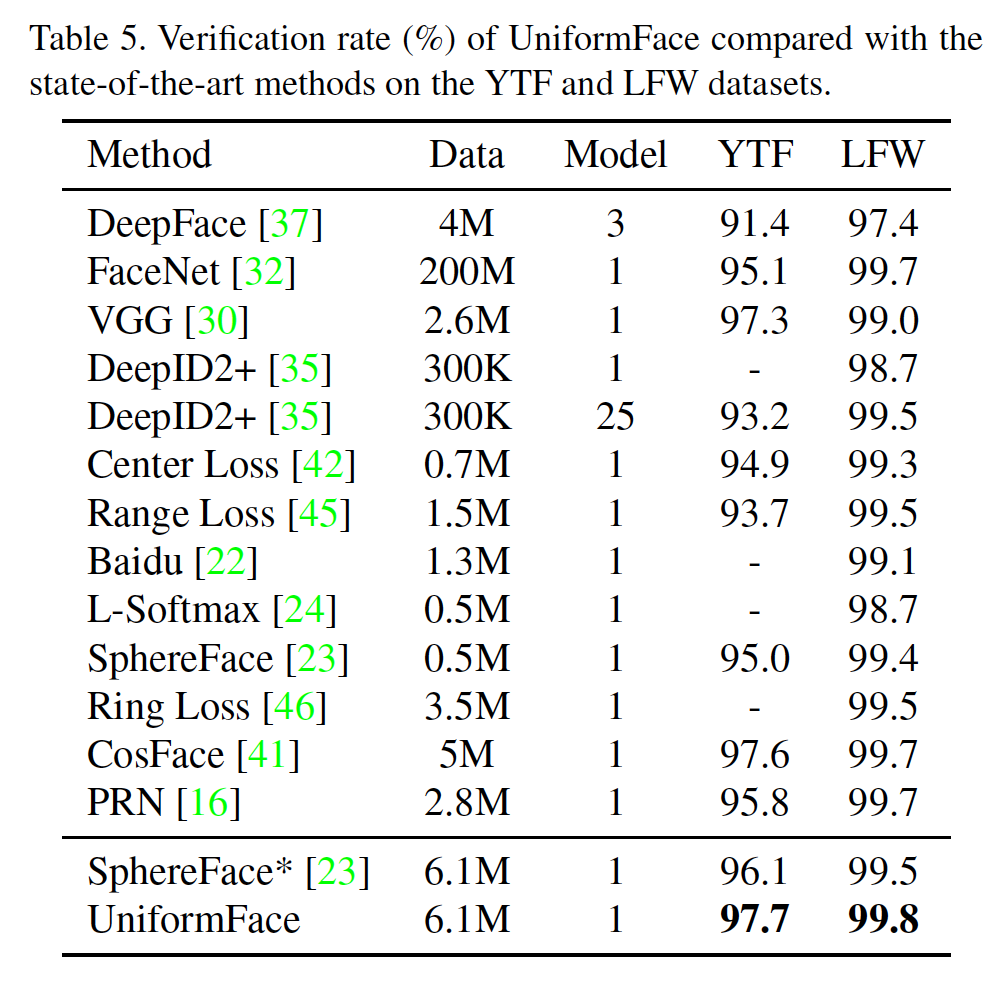 Table 5. Verification rate (%) of UniformFace compared with the
state-of-the-art methods on the YTF and LFW datasets.
Method Data Model YTF LFW
DeepFace [37] 4M 3 91.4 97.4
FaceNet [32] 200M 1 95.1 99.7
VGG [30] 2.6M 1 97.3 99.0
DeepID2+ [35] 300K 1 - 98.7
DeepID2+ [35] 300K 25 93.2 99.5
Center Loss [42] 0.7M 1 94.9 99.3
Range Loss [45] 1.5M 1 93.7 99.5
Baidu [22] 1.3M 1 - 99.1
L-Softmax [24] 0.5M 1 - 98.7
SphereFace [23] 0.5M 1 95.0 99.4
Ring Loss [46] 3.5M 1 - 99.5
CosFace [41] 5M 1 97.6 99.7
PRN [16] 2.8M 1 95.8 99.7
SphereFace* [23] 6.1M 1 96.1 99.5
UniformFace 6.1M 1 97.7 99.8